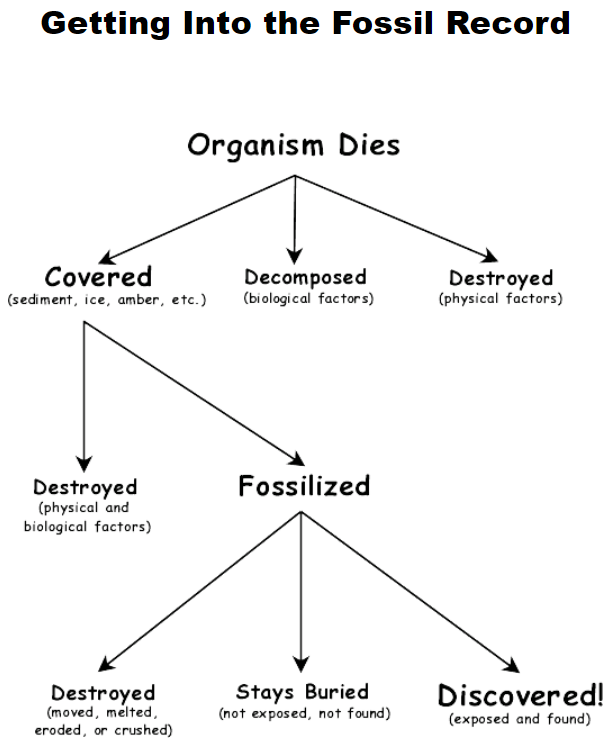 Getting Into the Fossil Record
Organism Dies
Covered
(sediment, ice, amber, etc.)
Decomposed
(biological factors)
Destroyed
(physical factors)
Destroyed
(physical and
biological factors)
Fossilized
Destroyed
(moved, melted,
eroded, or crushed)
Stays Buried
(not exposed, not found)
Discovered!
(exposed and found)